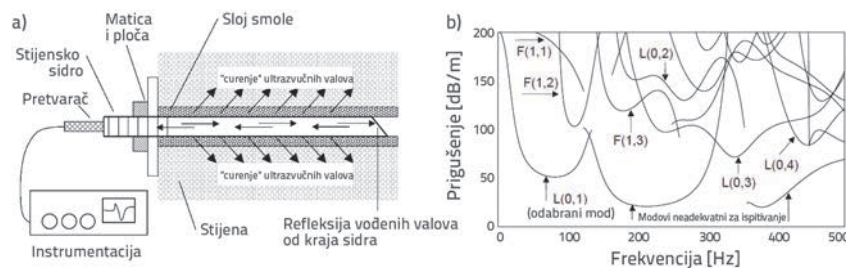 a)
Matica
i ploča
Sloj smole
Stijensko
sidro
Pretvarač
"curenje" ultrazvučnih valova
"curenje" ultrazvučnih valova
Instrumentacija
Stijena
Refleksija vođenih valova
od kraja sidra
b)
Prigušenje [dB/m]
200
150
100
50
0
F(1,1)
F(1,2)
L(0,2)
F(1,3)
L(0,1)
(odabrani mod)
L(0,3)
L(0,4)
Modovi neadekvatni za ispitivanje
0
100
200
300
400
500
Frekvencija [Hz]